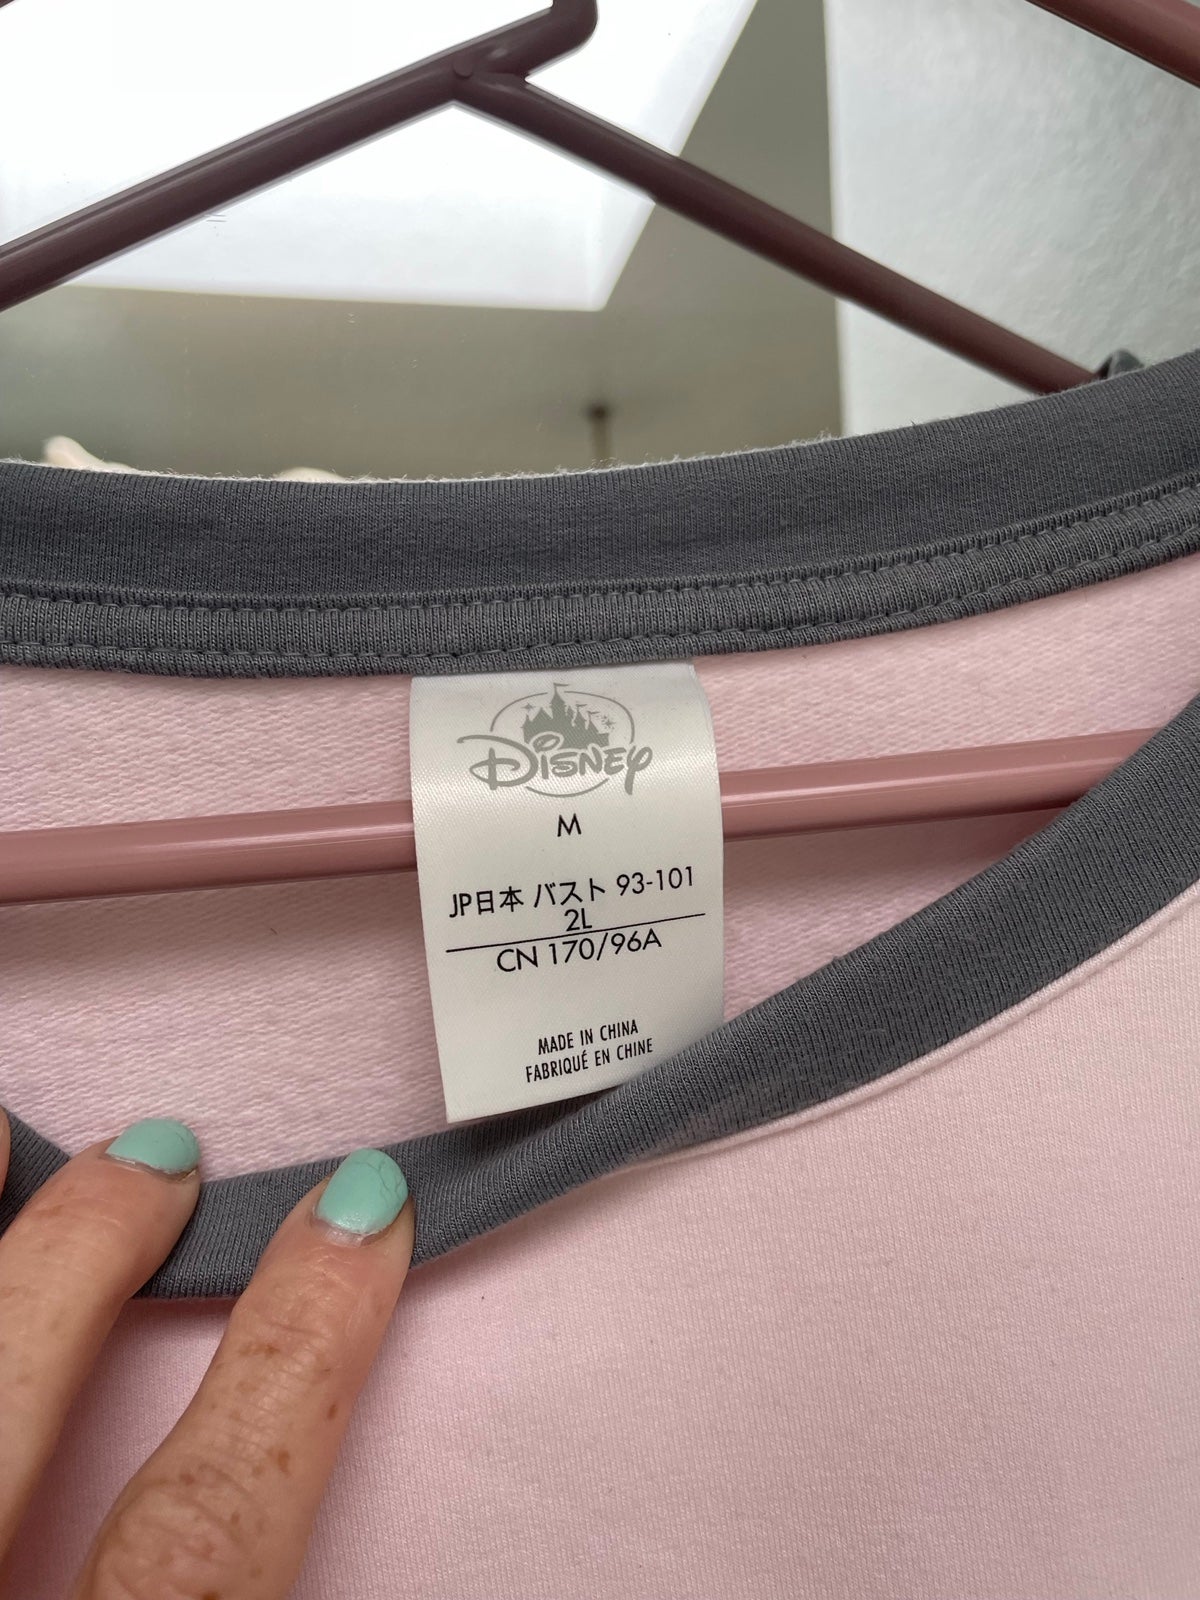 Disney
M
JP日本 バスト 93-101
2L
CN 170/96A
MADE IN CHINA
FABRIQUÉ EN CHINE